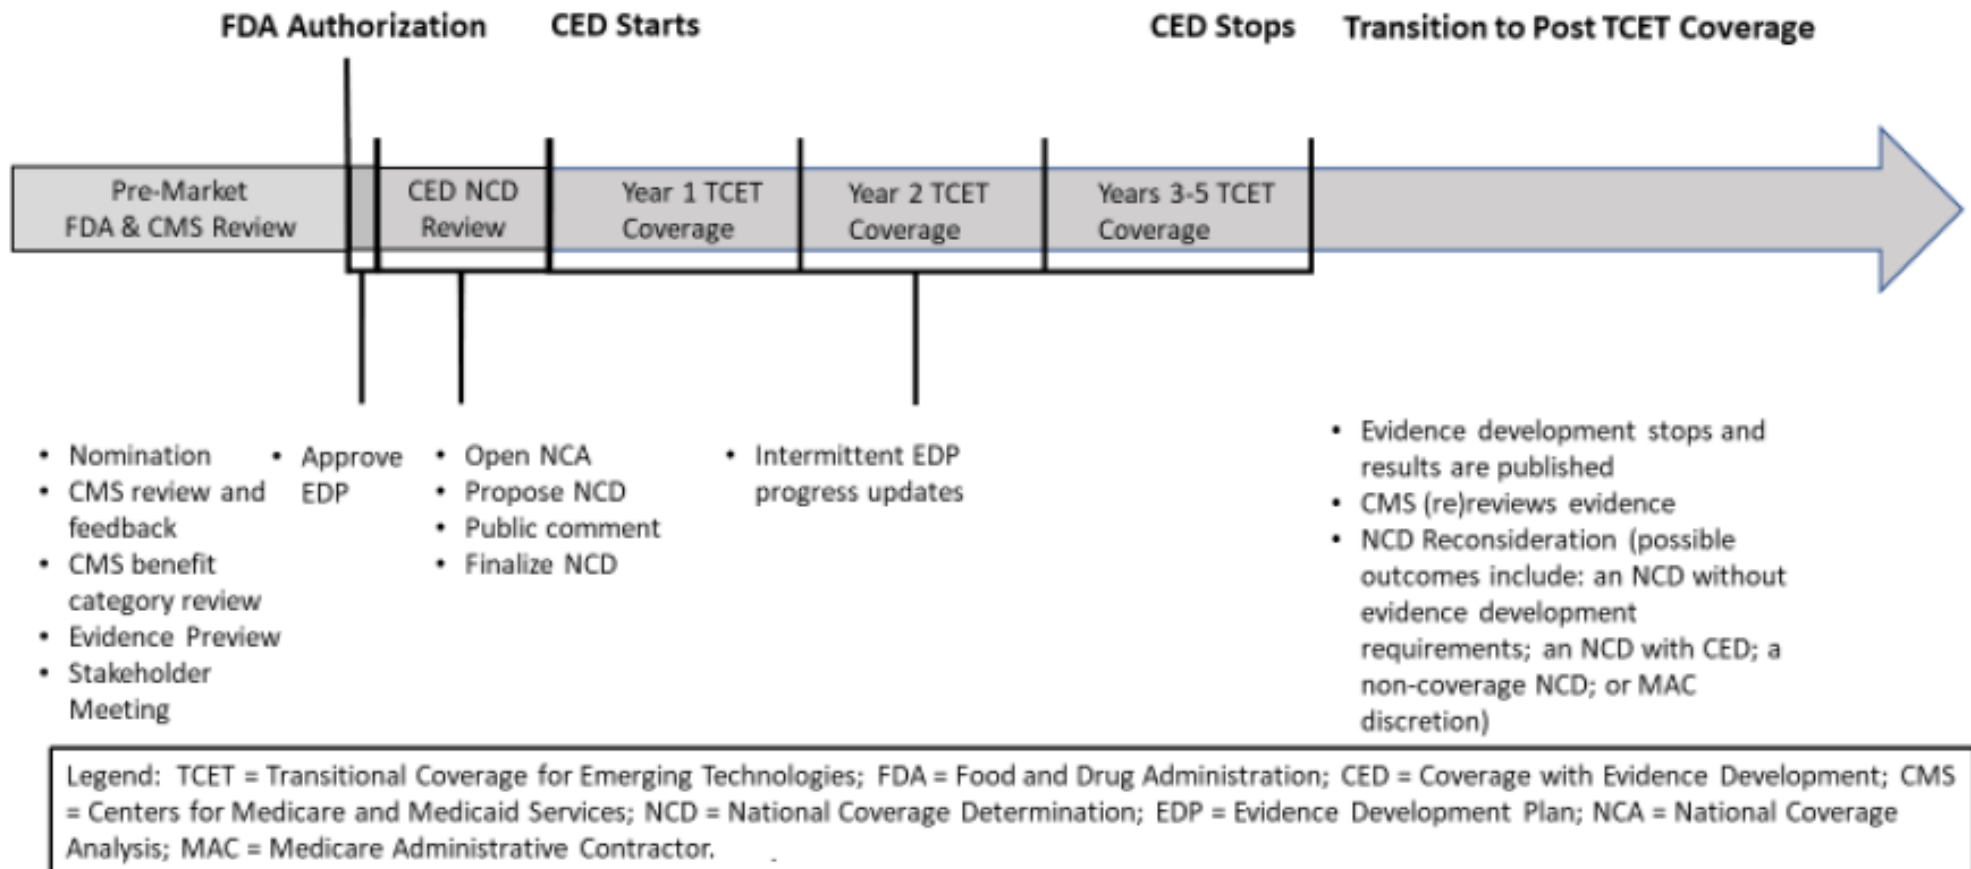 FDA Authorization
CED Starts
CED Stops
Transition to Post TCET Coverage
Pre-Market
FDA & CMS Review
CED NCD
Review
Year 1 TCET
Coverage
Year 2 TCET
Coverage
Years 3-5 TCET
Coverage
• Nomination
• CMS review and
feedback
• CMS benefit
category review
• Evidence Preview
• Stakeholder
Meeting
• Approve
EDP
• Open NCA
• Propose NCD
• Public comment
• Finalize NCD
• Intermittent EDP
progress updates
• Evidence development stops and
results are published
• CMS (re)reviews evidence
• NCD Reconsideration (possible
outcomes include: an NCD without
evidence development
requirements; an NCD with CED; a
non-coverage NCD; or MAC
discretion)
Legend: TCET = Transitional Coverage for Emerging Technologies; FDA = Food and Drug Administration; CED = Coverage with Evidence Development; CMS
= Centers for Medicare and Medicaid Services; NCD = National Coverage Determination; EDP = Evidence Development Plan; NCA = National Coverage
Analysis; MAC = Medicare Administrative Contractor.